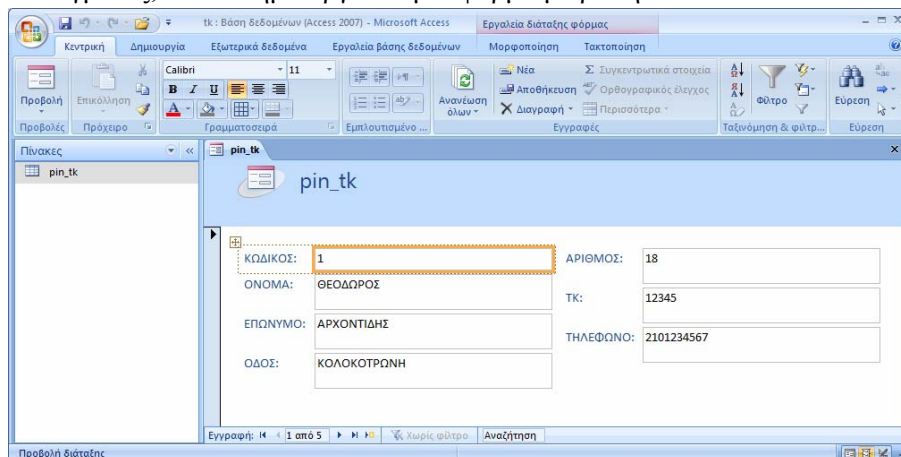 tk : Βάση δεδομένων (Access 2007) - Microsoft Access
Εργαλεία διάταξης φόρμας
Κεντρική Δημιουργία Εξωτερικά δεδομένα Εργαλεία βάσης δεδομένων Μορφοποίηση Τακτοποίηση
Προβολή
Επικόλληση
Calibri 11
B I U
A
Ανανέωση όλων
Νέα
Αποθήκευση
Διαγραφή
Σ Συγκεντρωτικά στοιχεία
Ορθογραφικός έλεγχος
Περισσότερα
Φίλτρο
Εύρεση
Προβολές Πρόχειρο Γραμματοσειρά Εμπλουτισμένο ... Εγγραφές Ταξινόμηση & φιλτρ... Εύρεση
Πίνακες
pin_tk
pin_tk
pin_tk
ΚΩΔΙΚΟΣ: 1
ΟΝΟΜΑ: ΘΕΟΔΩΡΟΣ
ΕΠΩΝΥΜΟ: ΑΡΧΟΝΤΙΔΗΣ
ΟΔΟΣ: ΚΟΛΟΚΟΤΡΩΝΗ
ΑΡΙΘΜΟΣ: 18
ΤΚ: 12345
ΤΗΛΕΦΩΝΟ: 2101234567
Εγγραφή: 1 από 5 Χωρίς φίλτρο Αναζήτηση
Προβολή διάταξης